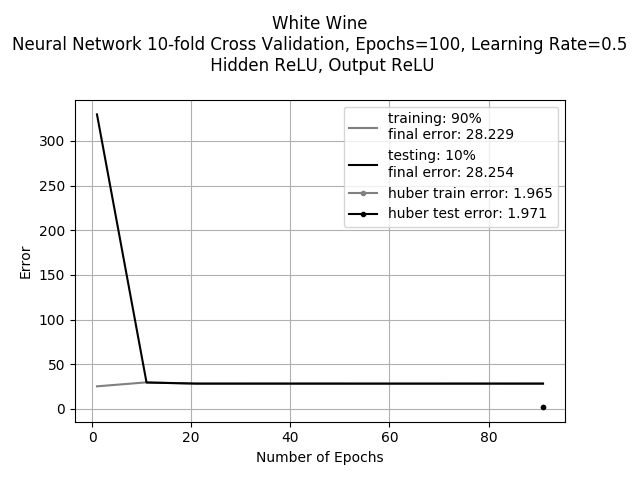 White Wine
Neural Network 10-fold Cross Validation, Epochs=100, Learning Rate=0.5
Hidden ReLU, Output ReLU
training: 90%
final error: 28.229
testing: 10%
final error: 28.254
huber train error: 1.965
huber test error: 1.971
Error
300
250
200
150
100
50
0
0 20 40 60 80
Number of Epochs